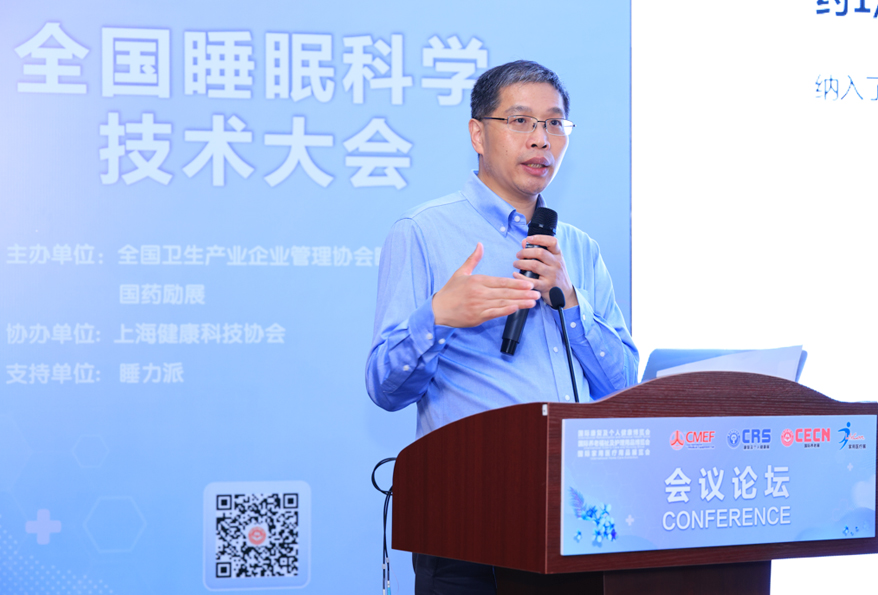 全国睡眠科学
技术大会
主办单位：全国卫生产业企业管理协会
国药励展
协办单位：上海健康科技协会
支持单位：睡力派
纳入了
CMEF
CRS
CECN
会议论坛
CONFERENCE